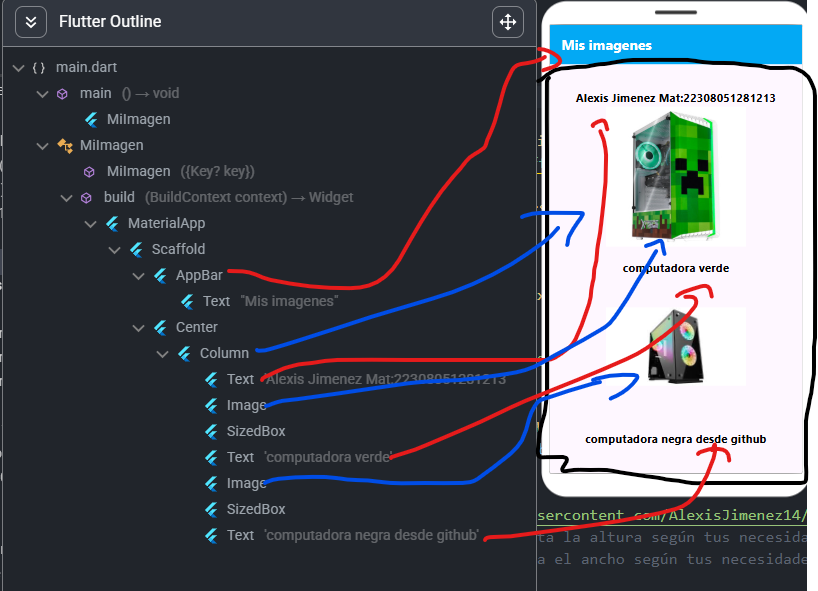 Flutter Outline
{} main.dart
main () → void
MiImagen
MiImagen
MiImagen ({Key? key})
build (BuildContext context) → Widget
MaterialApp
Scaffold
AppBar
Text "Mis imagenes"
Center
Column
Text 'Alexis Jimenez Mat:22308051281213
Image
SizedBox
Text 'computadora verde'
Image
SizedBox
Text 'computadora negra desde github'
Mis imagenes
Alexis Jimenez Mat:22308051281213
computadora verde
computadora negra desde github
sercontent.com/AlexisJimenez14/
ta la altura según tus necesida
a el ancho según tus necesidade